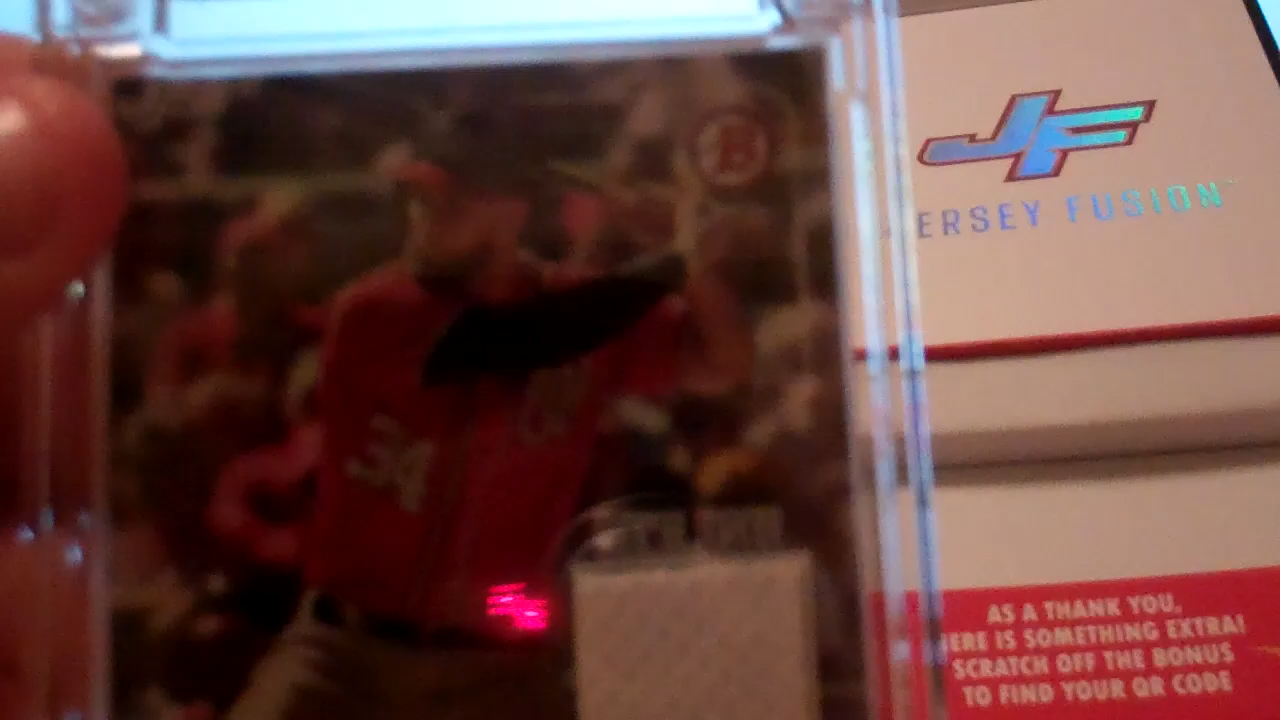 B
34
JF
ERSEY FUSION
AS A THANK YOU,
ERE IS SOMETHING EXTRA!
SCRATCH OFF THE BONUS
TO FIND YOUR QR CODE